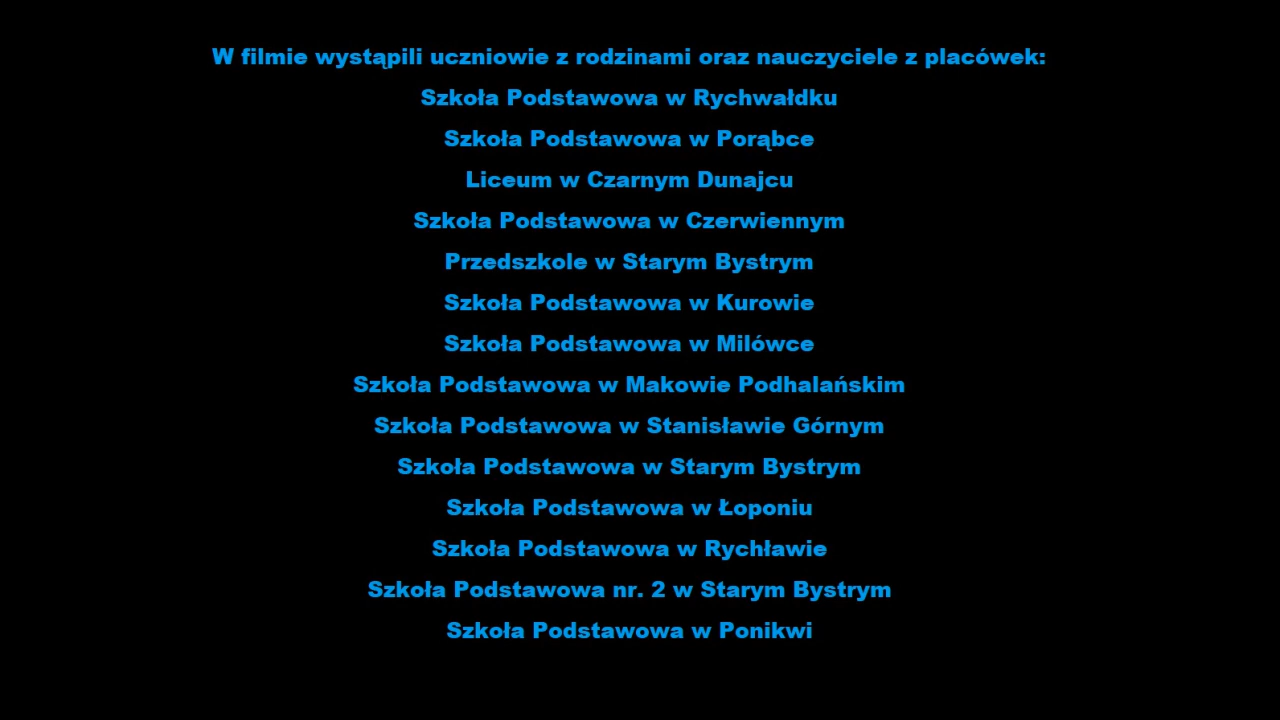 W filmie wystąpili uczniowie z rodzinami oraz nauczyciele z placówek:
Szkoła Podstawowa w Rychwałdku
Szkoła Podstawowa w Porąbce
Liceum w Czarnym Dunajcu
Szkoła Podstawowa w Czerwiennym
Przedszkole w Starym Bystrym
Szkoła Podstawowa w Kurowie
Szkoła Podstawowa w Milówce
Szkoła Podstawowa w Makowie Podhalańskim
Szkoła Podstawowa w Stanisławie Górnym
Szkoła Podstawowa w Starym Bystrym
Szkoła Podstawowa w Łoponiu
Szkoła Podstawowa w Rychławie
Szkoła Podstawowa nr. 2 w Starym Bystrym
Szkoła Podstawowa w Ponikwi